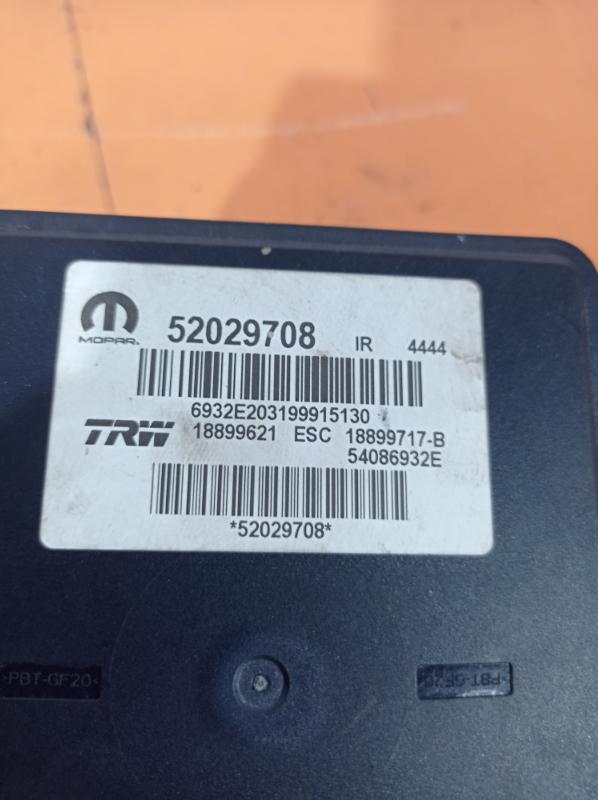 MOPAR. 52029708 IR 4444
6932E203199915130
TRW 18899621 ESC 18899717-B
54086932E
*52029708*
>PBT-GF20<
>PBT-GF20<